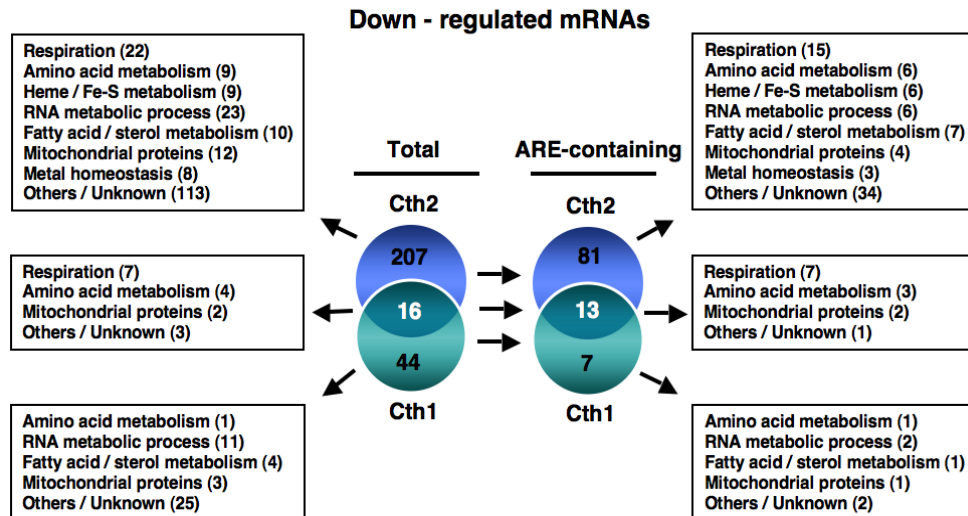 Down - regulated mRNAs
Respiration (22)
Amino acid metabolism (9)
Heme / Fe-S metabolism (9)
RNA metabolic process (23)
Fatty acid / sterol metabolism (10)
Mitochondrial proteins (12)
Metal homeostasis (8)
Others / Unknown (113)
Respiration (7)
Amino acid metabolism (4)
Mitochondrial proteins (2)
Others / Unknown (3)
Amino acid metabolism (1)
RNA metabolic process (11)
Fatty acid / sterol metabolism (4)
Mitochondrial proteins (3)
Others / Unknown (25)
Total
Cth2
207
16
44
Cth1
ARE-containing
Cth2
81
13
7
Cth1
Respiration (15)
Amino acid metabolism (6)
Heme / Fe-S metabolism (6)
RNA metabolic process (6)
Fatty acid / sterol metabolism (7)
Mitochondrial proteins (4)
Metal homeostasis (3)
Others / Unknown (34)
Respiration (7)
Amino acid metabolism (3)
Mitochondrial proteins (2)
Others / Unknown (1)
Amino acid metabolism (1)
RNA metabolic process (2)
Fatty acid / sterol metabolism (1)
Mitochondrial proteins (1)
Others / Unknown (2)